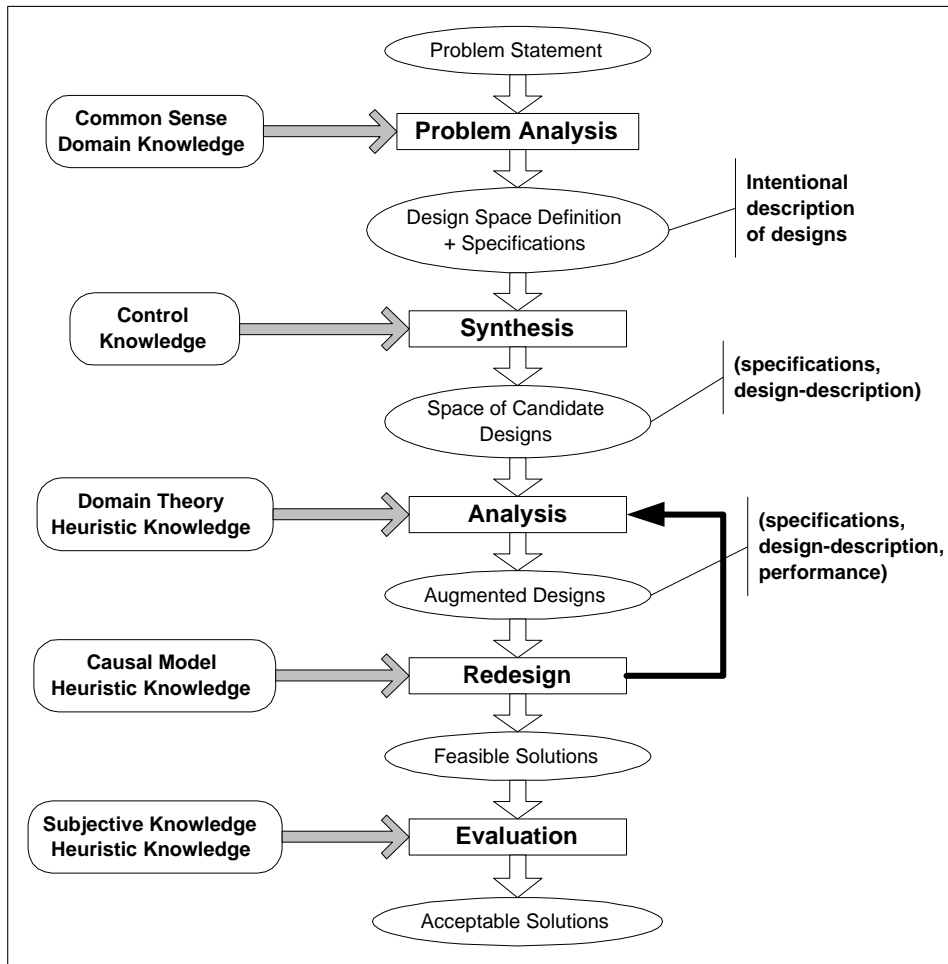 Problem Statement
Common Sense
Domain Knowledge
Problem Analysis
Design Space Definition
+ Specifications
Intentional
description
of designs
Control
Knowledge
Synthesis
Space of Candidate
Designs
(specifications,
design-description)
Domain Theory
Heuristic Knowledge
Analysis
Augmented Designs
(specifications,
design-description,
performance)
Causal Model
Heuristic Knowledge
Redesign
Feasible Solutions
Subjective Knowledge
Heuristic Knowledge
Evaluation
Acceptable Solutions